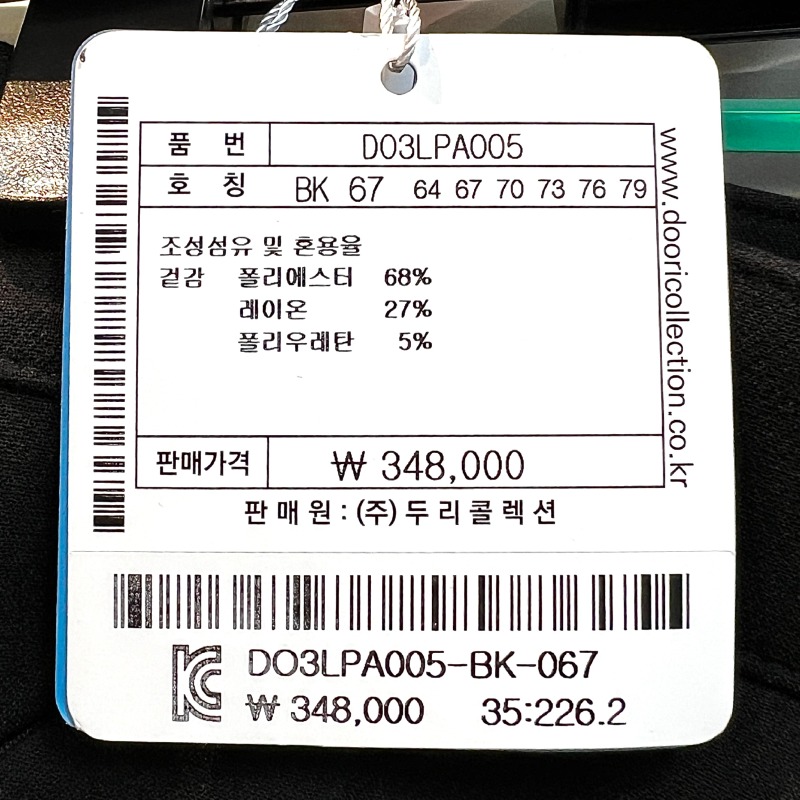 품 번 DO3LPA005
호 칭 BK 67 64 67 70 73 76 79
조성섬유 및 혼용율
겉감 폴리에스터 68%
레이온 27%
폴리우레탄 5%
판매가격 ₩ 348,000
판 매 원 : (주) 두 리 콜 렉 션
www.dooricollection.co.kr
KC DO3LPA005-BK-067
₩ 348,000 35:226.2